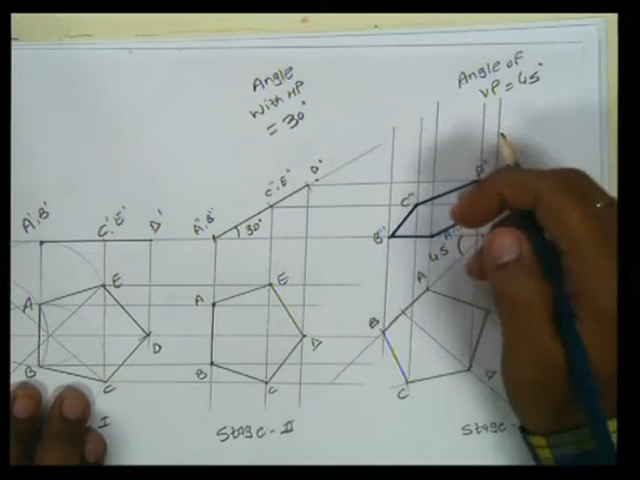 Angle
With HP
= 30°
Angle of
VP = 45°
A',B'
C',E'
D'
A'',B''
C'',E''
D'
30°
C''
B''
45°
A
E
D
B
C
A
E
D
B
C
A
B
C
D
I
Stage - II
Stage -